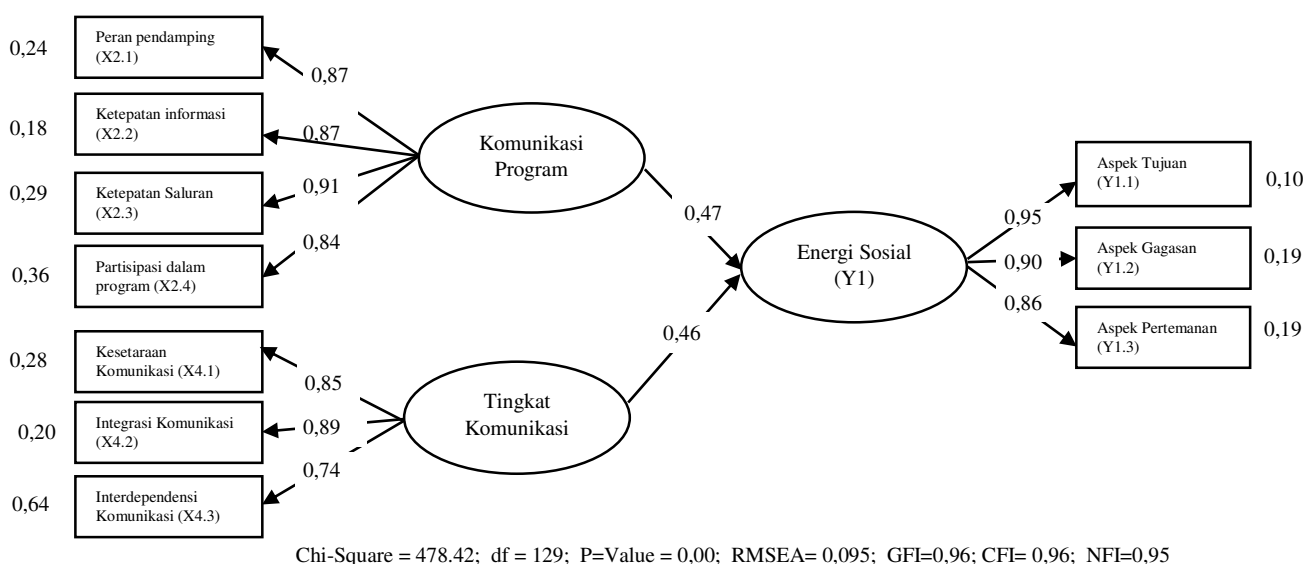 0,24
Peran pendamping
(X2.1)
0,87
0,18
Ketepatan informasi
(X2.2)
0,87
0,29
Ketepatan Saluran
(X2.3)
0,91
0,36
Partisipasi dalam
program (X2.4)
0,84
Komunikasi
Program
0,47
0,28
Kesetaraan
Komunikasi (X4.1)
0,85
0,20
Integrasi Komunikasi
(X4.2)
0,89
0,64
Interdependensi
Komunikasi (X4.3)
0,74
Tingkat
Komunikasi
0,46
Energi Sosial
(Y1)
0,95
Aspek Tujuan
(Y1.1)
0,10
0,90
Aspek Gagasan
(Y1.2)
0,19
0,86
Aspek Pertemanan
(Y1.3)
0,19
Chi-Square = 478.42; df = 129; P=Value = 0,00; RMSEA= 0,095; GFI=0,96; CFI= 0,96; NFI=0,95